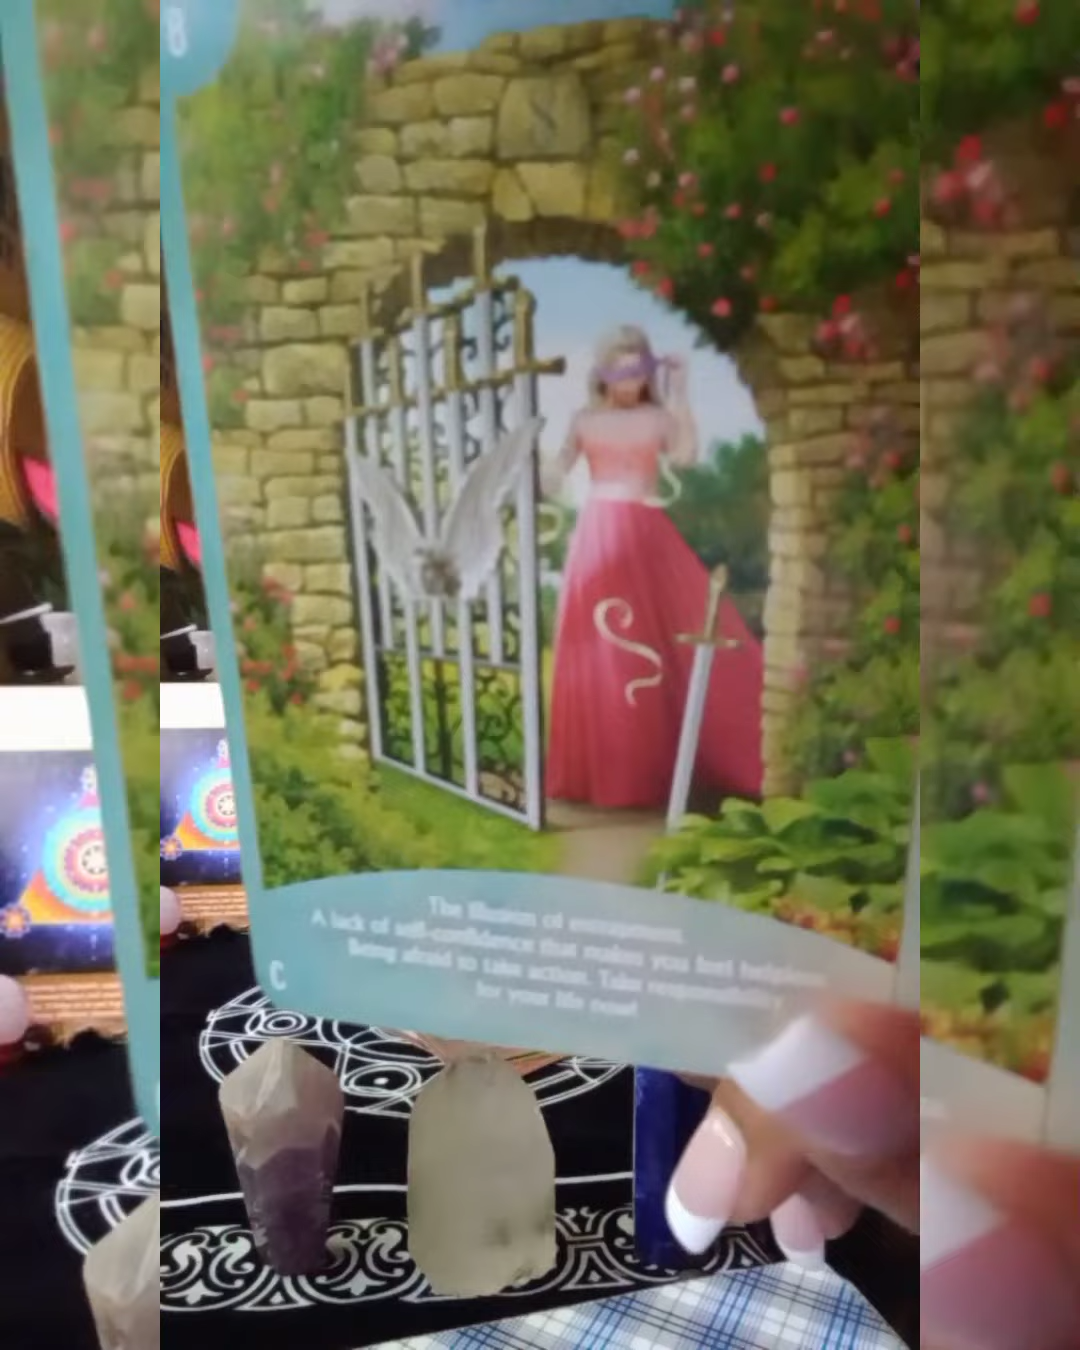 8
The illusion of entrapment.
A lack of self-confidence that makes you feel helpless.
Being afraid to take action. Take responsibility
for your life now!
C